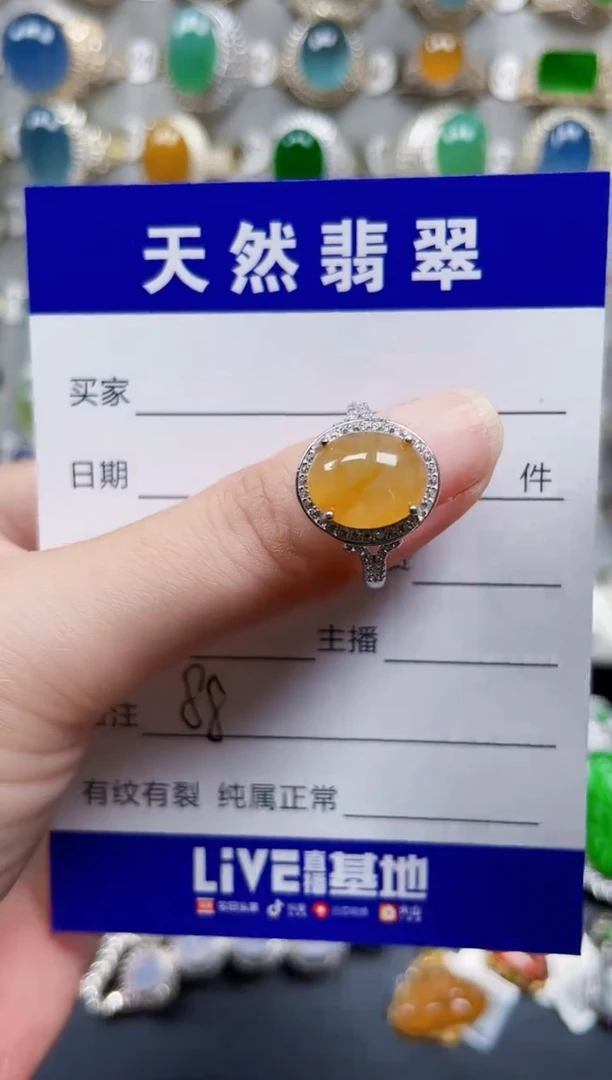 天然翡翠
买家
日期 件
主播
注 88
有纹有裂 纯属正常
LiVE直播基地